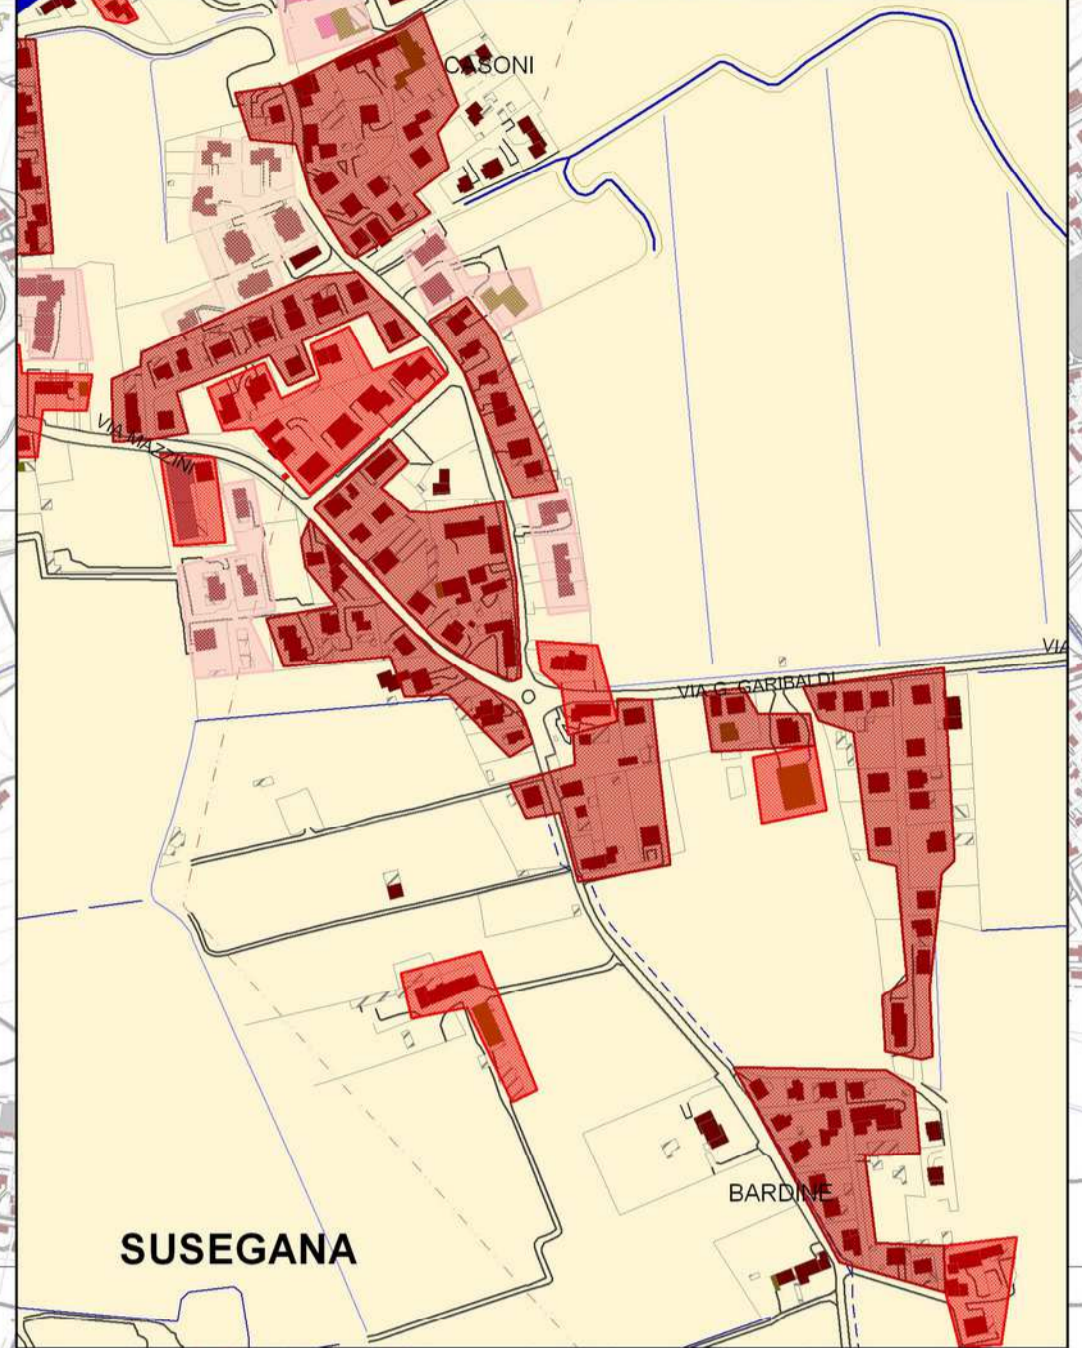 CASONI
VIA MAZZINI
VIA
VIA G. GARIBALDI
BARDINE
SUSEGANA